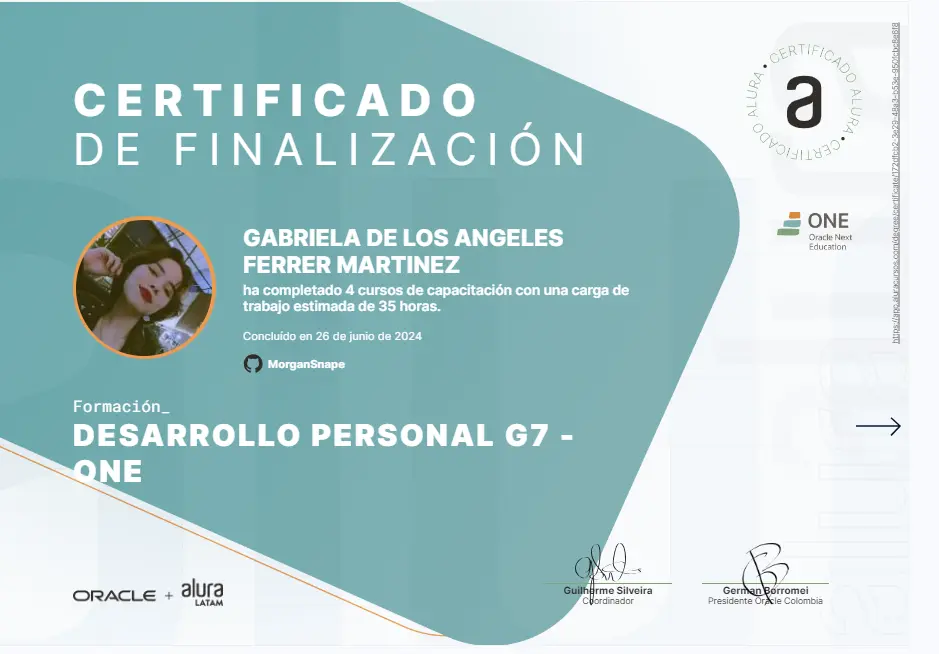 CERTIFICADO
DE FINALIZACIÓN
CERTIFICADO ALURA • CERTIFICADO ALURA •
a
ONE
Oracle Next
Education
GABRIELA DE LOS ANGELES
FERRER MARTINEZ
ha completado 4 cursos de capacitación con una carga de
trabajo estimada de 35 horas.
Concluído en 26 de junio de 2024
MorganSnape
Formación_
DESARROLLO PERSONAL G7 -
ONE
ORACLE + alura
LATAM
Guilherme Silveira
Coordinador
German Borromei
Presidente Oracle Colombia